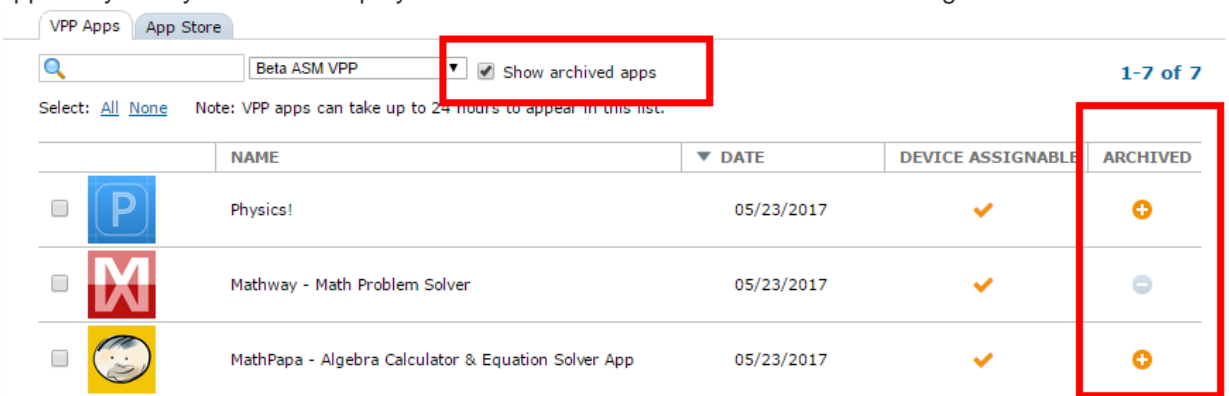 VPP Apps App Store
Beta ASM VPP Show archived apps 1-7 of 7
Select: All None Note: VPP apps can take up to 24 hours to appear in this list.
NAME DATE DEVICE ASSIGNABLE ARCHIVED
P Physics! 05/23/2017
Mathway - Math Problem Solver 05/23/2017
MathPapa - Algebra Calculator & Equation Solver App 05/23/2017